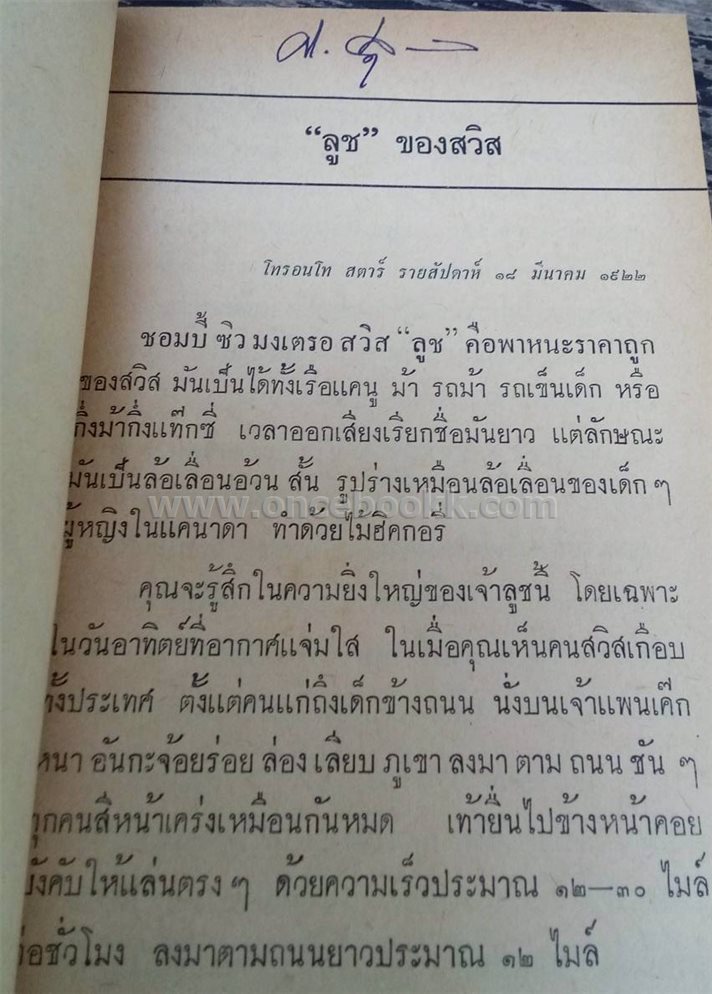 “ลูช” ของสวิส
โทรอนโท สตาร์ รายสัปดาห์ ๑๘ มีนาคม ๑๙๒๒
ชอมบี้ ซิว มงเตรอ สวิส “ลูช” คือพาหนะราคาถูก
ของสวิส มันเป็นได้ทั้งเรือแคนู ม้า รถม้า รถเข็นเด็ก หรือ
กึ่งม้ากึ่งแท๊กซี่ เวลาออกเสียงเรียกชื่อมันยาว แต่ลักษณะ
มันเป็นล้อเลื่อนอ้วน สั้น รูปร่างเหมือนล้อเลื่อนของเด็ก ๆ
www.oncebook1k.com
ผู้หญิงในแคนาดา ทำด้วยไม้ฮิคกอรี่
คุณจะรู้สึกในความยิ่งใหญ่ของเจ้าลูชนี้ โดยเฉพาะ
ในวันอาทิตย์ที่อากาศแจ่มใส ในเมื่อคุณเห็นคนสวิสเกือบ
ทั้งประเทศ ตั้งแต่คนแก่ถึงเด็กข้างถนน นั่งบนเจ้าแพนเค๊ก
หนา อันกะจ้อยร่อย ล่อง เลียบ ภูเขา ลงมา ตาม ถนน ชัน ๆ
ทุกคนสีหน้าเคร่งเหมือนกันหมด เท้ายื่นไปข้างหน้าคอย
บังคับให้แล่นตรง ๆ ด้วยความเร็วประมาณ ๑๒–๓๐ ไมล์
ต่อชั่วโมง ลงมาตามถนนยาวประมาณ ๑๒ ไมล์